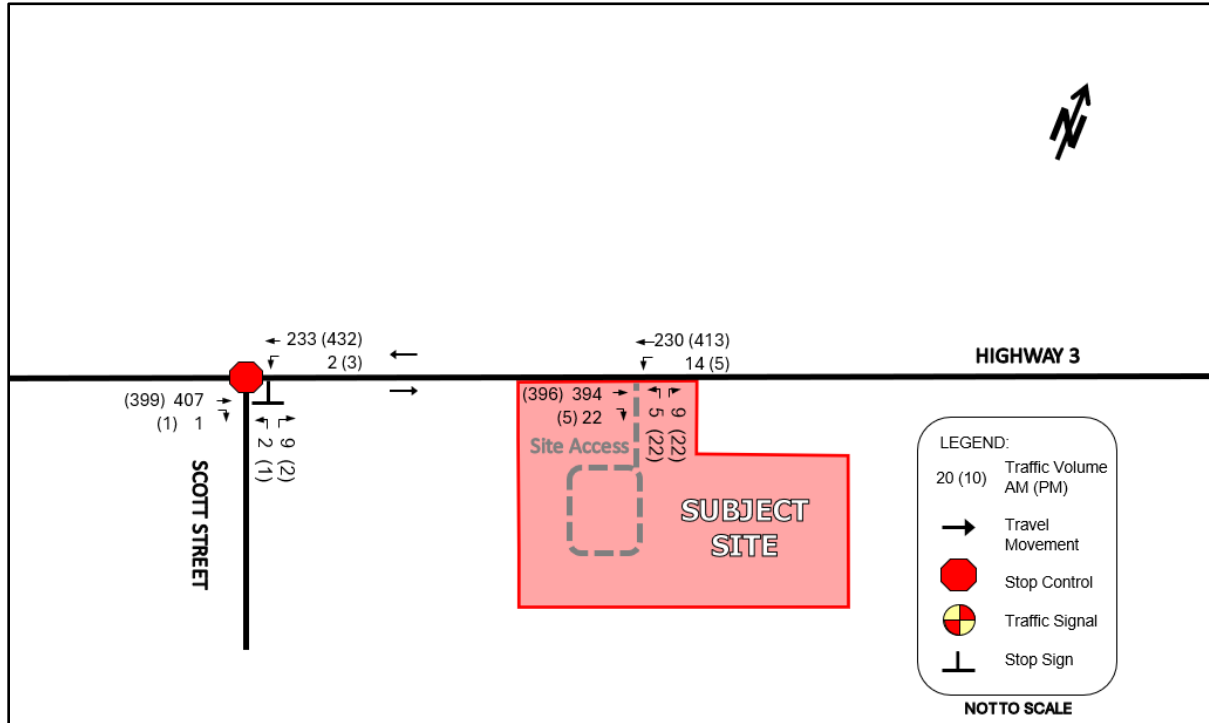 N
233 (432)
2 (3)
230 (413)
14 (5)
HIGHWAY 3
(399) 407
(1) 1
2 (1)
9 (2)
(396) 394
(5) 22
5 (22)
9 (22)
Site Access
SCOTT STREET
SUBJECT
SITE
LEGEND:
20 (10) Traffic Volume
AM (PM)
Travel
Movement
Stop Control
Traffic Signal
Stop Sign
NOT TO SCALE